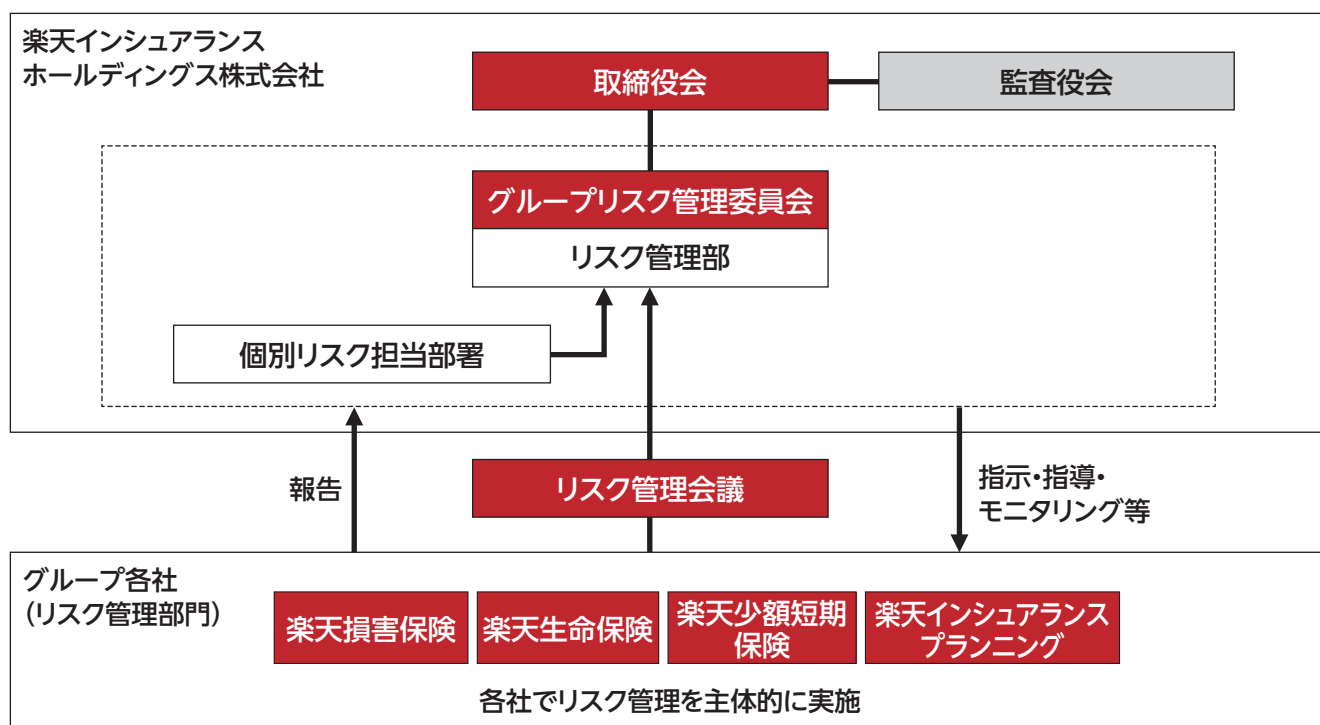 楽天インシュアランス
ホールディングス株式会社
取締役会
監査役会
グループリスク管理委員会
リスク管理部
個別リスク担当部署
報告
リスク管理会議
指示・指導・
モニタリング等
グループ各社
(リスク管理部門)
楽天損害保険
楽天生命保険
楽天少額短期
保険
楽天インシュアランス
プランニング
各社でリスク管理を主体的に実施